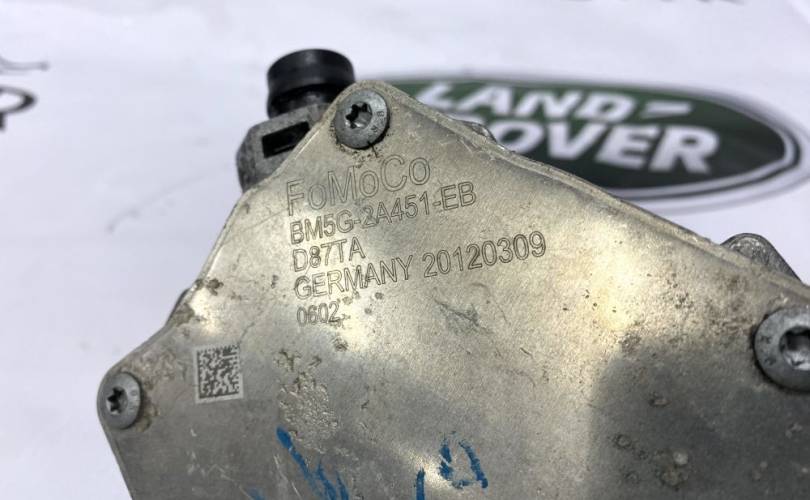 LAND
ROVER
FoMoCo
BM5G-2A451-EB
D87TA
GERMANY 20120309
0602